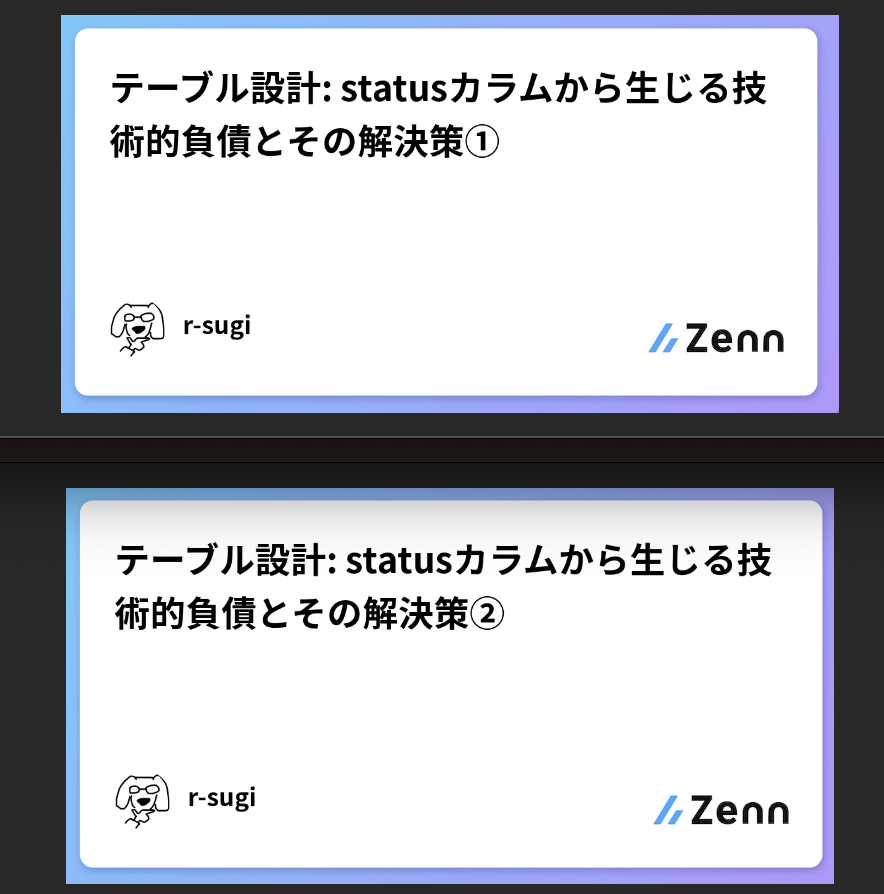 テーブル設計: statusカラムから生じる技
術的負債とその解決策①
r-sugi
Zenn
テーブル設計: statusカラムから生じる技
術的負債とその解決策②
r-sugi
Zenn